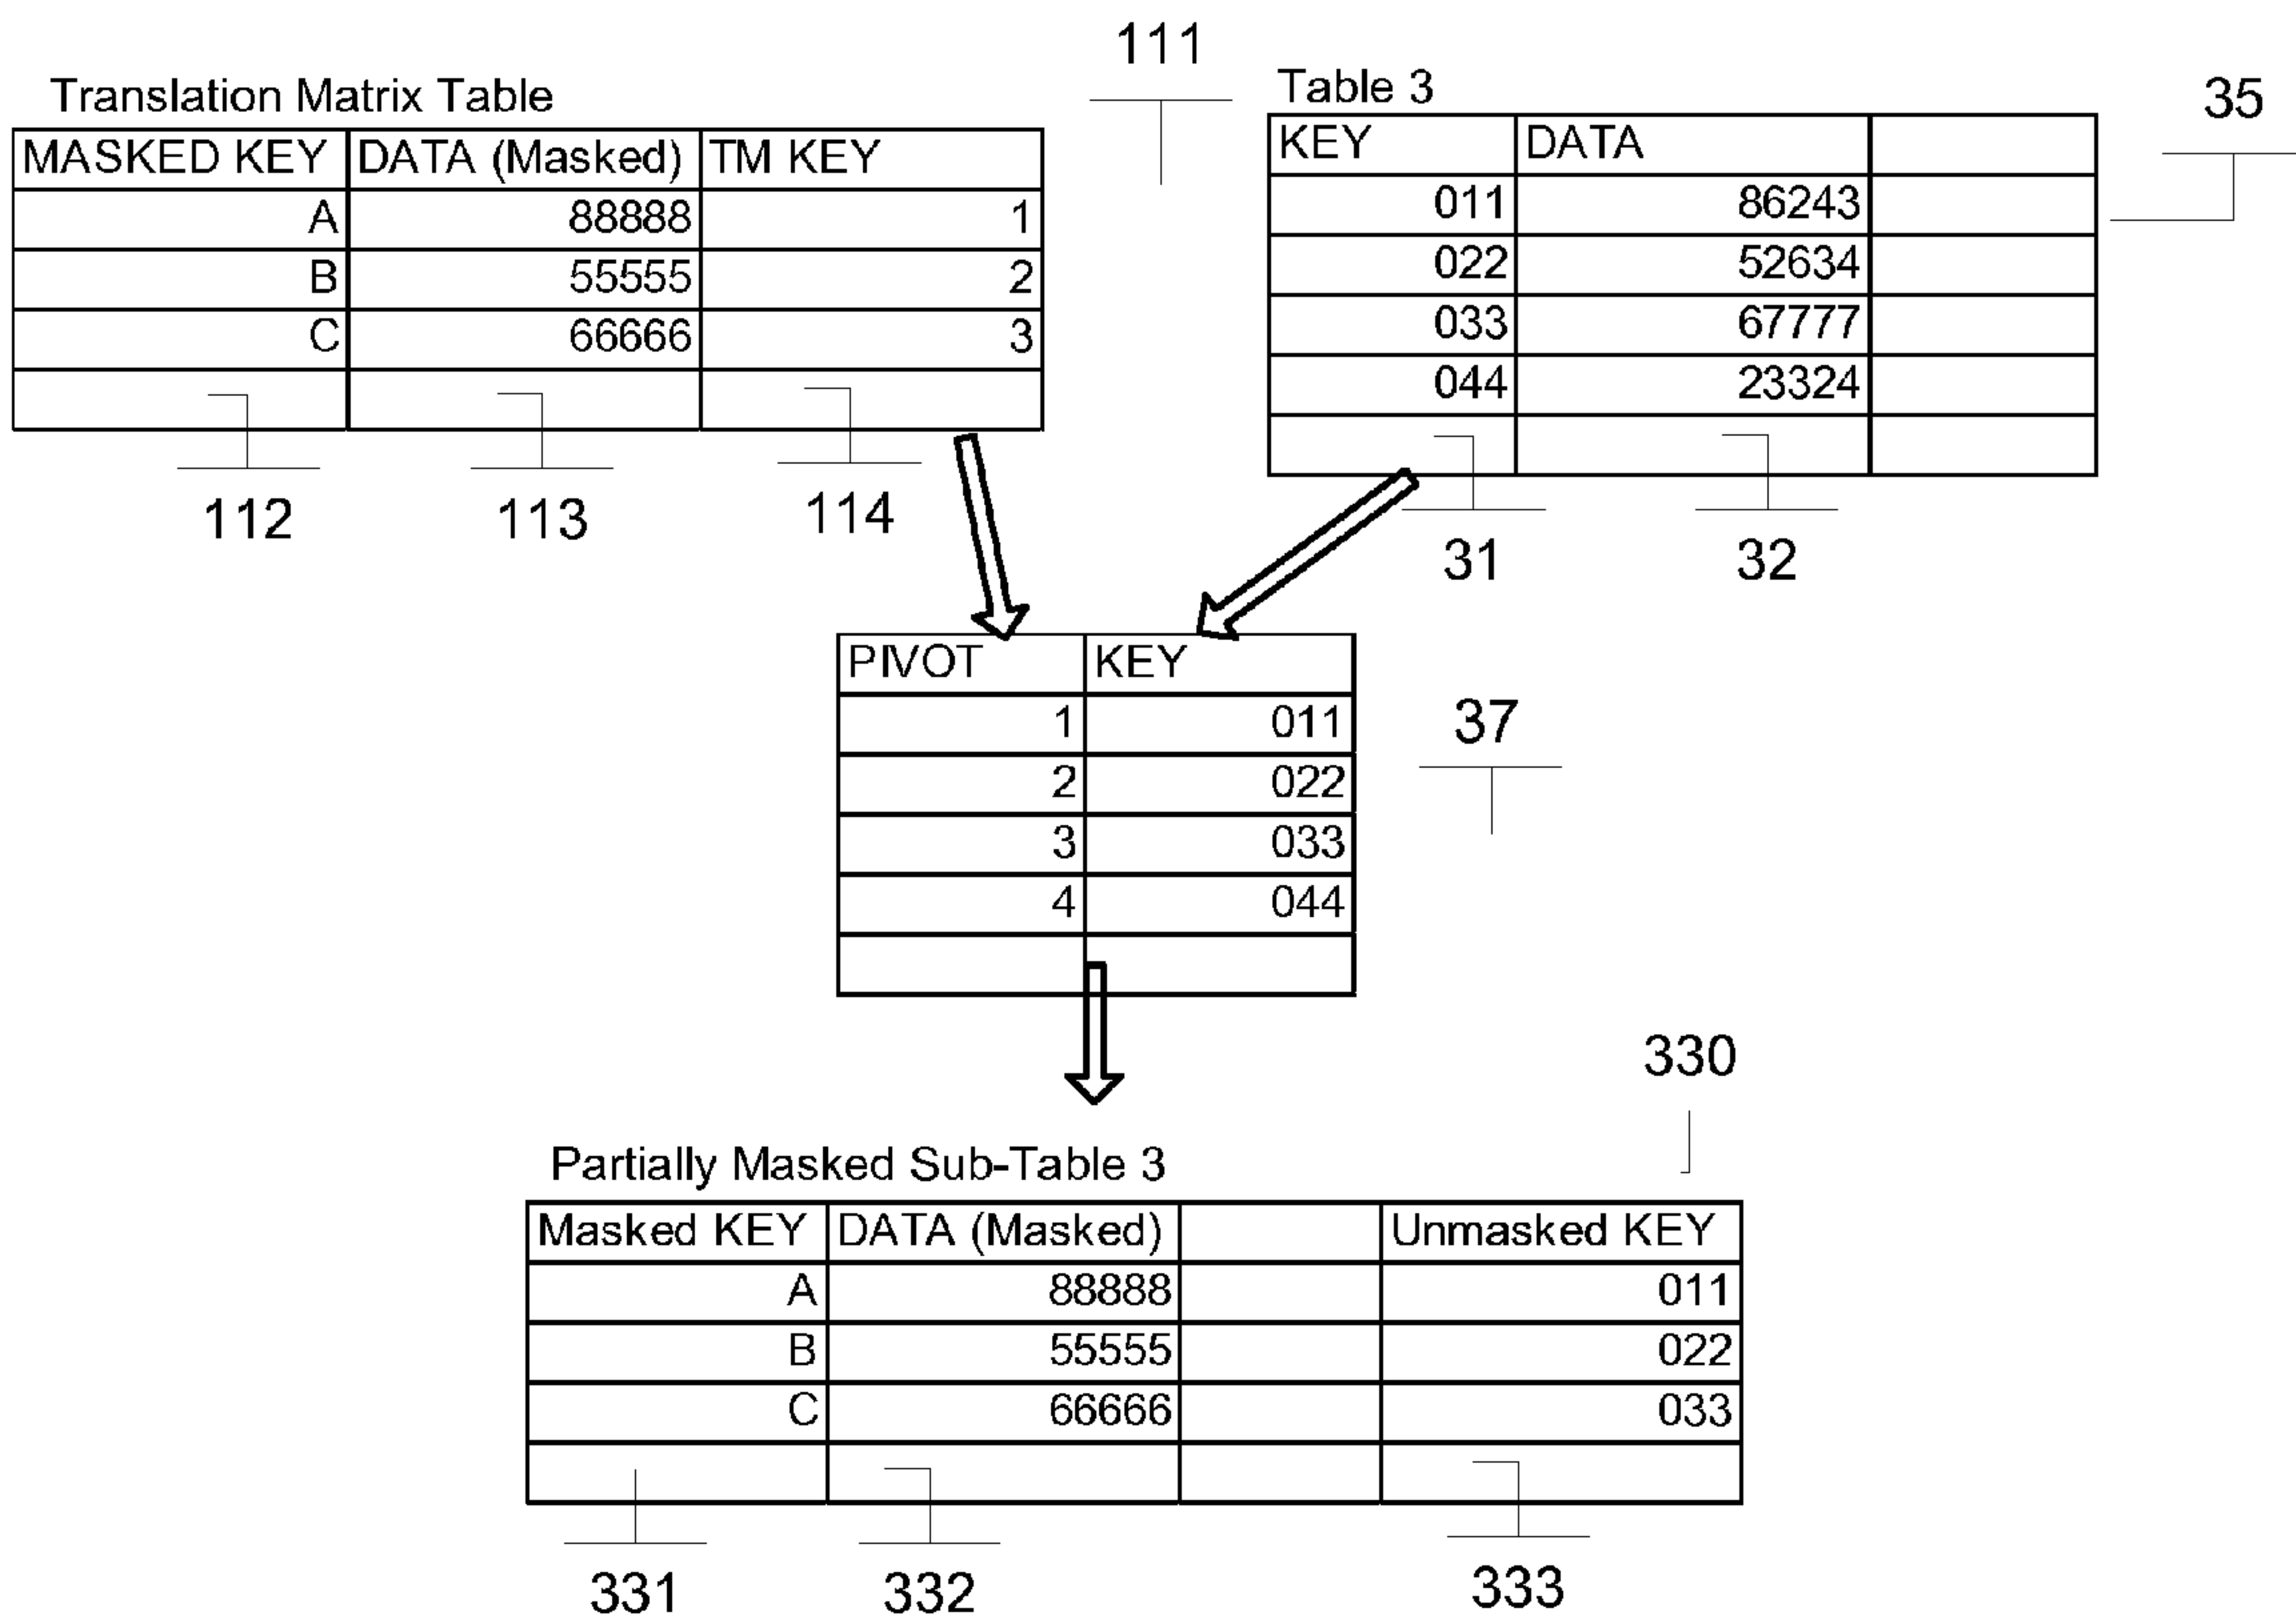 111
Translation Matrix Table
Table 3
35
MASKED KEY DATA (Masked) TM KEY
A 88888 1
B 55555 2
C 66666 3
112 113 114
KEY DATA
011 86243
022 52634
033 67777
044 23324
31 32
PIVOT KEY
1 011
2 022
3 033
4 044
37
330
Partially Masked Sub-Table 3
Masked KEY DATA (Masked) Unmasked KEY
A 88888 011
B 55555 022
C 66666 033
331 332 333